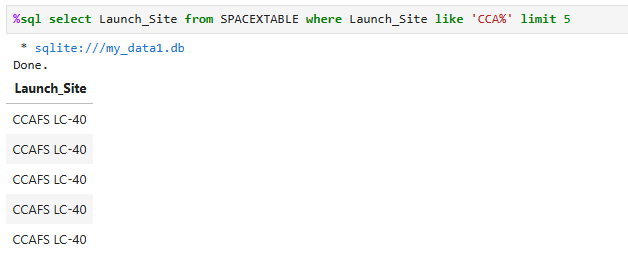 %sql select Launch_Site from SPACEXTABLE where Launch_Site like 'CCA%' limit 5
* sqlite:///my_data1.db
Done.
Launch_Site
CCAFS LC-40
CCAFS LC-40
CCAFS LC-40
CCAFS LC-40
CCAFS LC-40